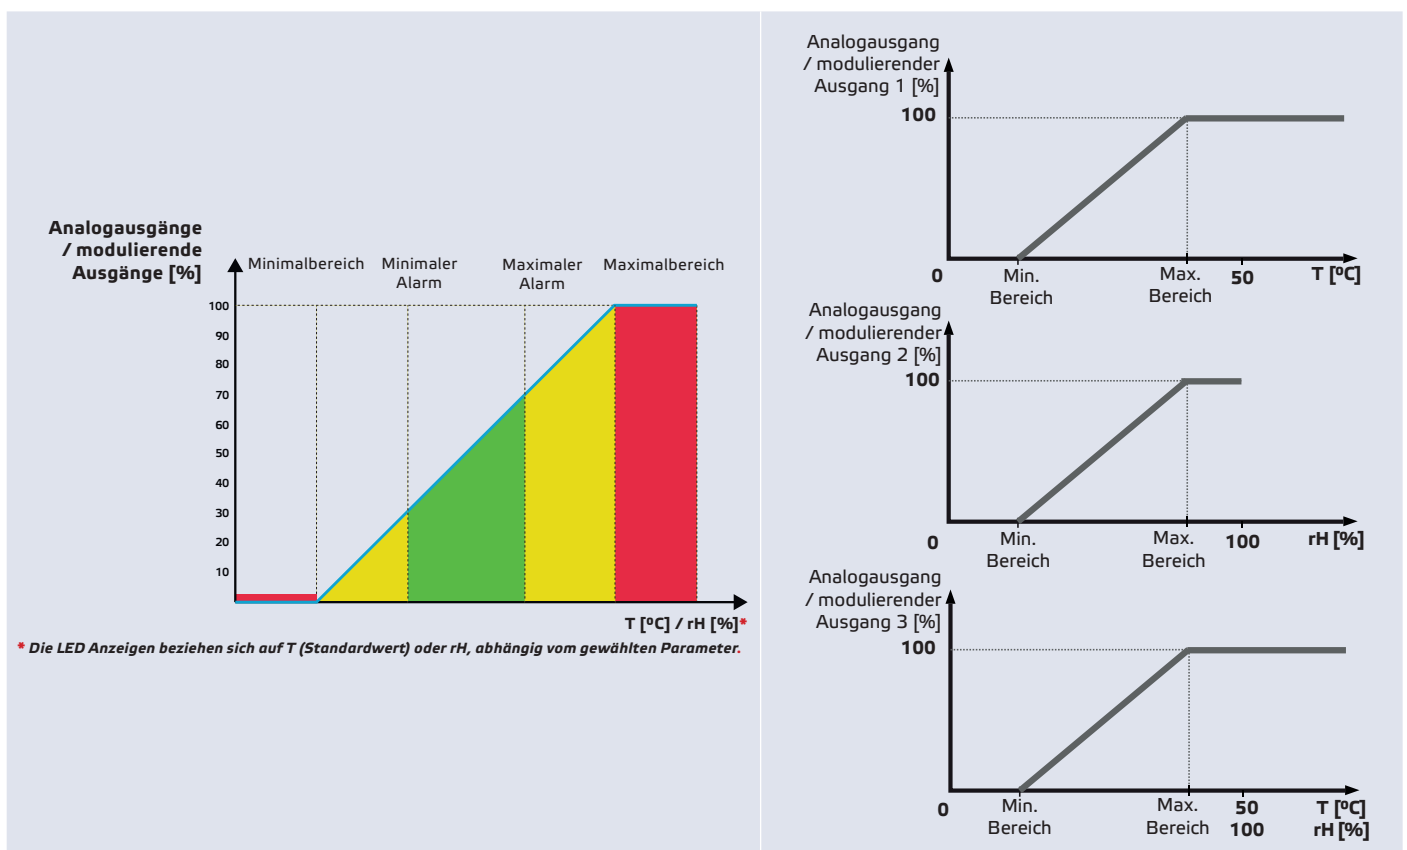 Analogausgänge
/ modulierende
Ausgänge [%]
Minimalbereich
Minimaler
Alarm
Maximaler
Alarm
Maximalbereich
100
90
80
70
60
50
40
30
20
10
T [ºC] / rH [%]*
* Die LED Anzeigen beziehen sich auf T (Standardwert) oder rH, abhängig vom gewählten Parameter.
Analogausgang
/ modulierender
Ausgang 1 [%]
100
0
Min.
Bereich
Max.
Bereich
50
T [ºC]
Analogausgang
/ modulierender
Ausgang 2 [%]
100
0
Min.
Bereich
Max.
Bereich
100
rH [%]
Analogausgang
/ modulierender
Ausgang 3 [%]
100
0
Min.
Bereich
Max.
Bereich
50
100
T [ºC]
rH [%]